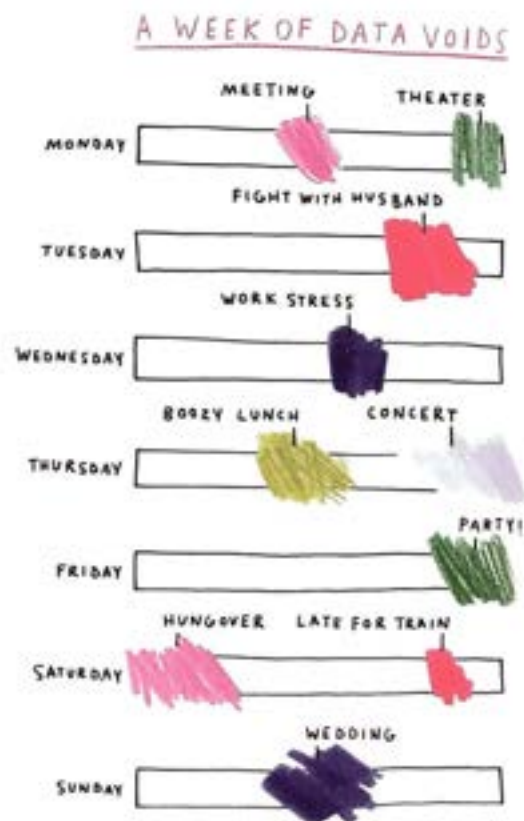 A WEEK OF DATA VOIDS
MEETING THEATER
MONDAY
FIGHT WITH HUSBAND
TUESDAY
WORK STRESS
WEDNESDAY
BOOZY LUNCH CONCERT
THURSDAY
PARTY!
FRIDAY
HUNGOVER LATE FOR TRAIN
SATURDAY
WEDDING
SUNDAY